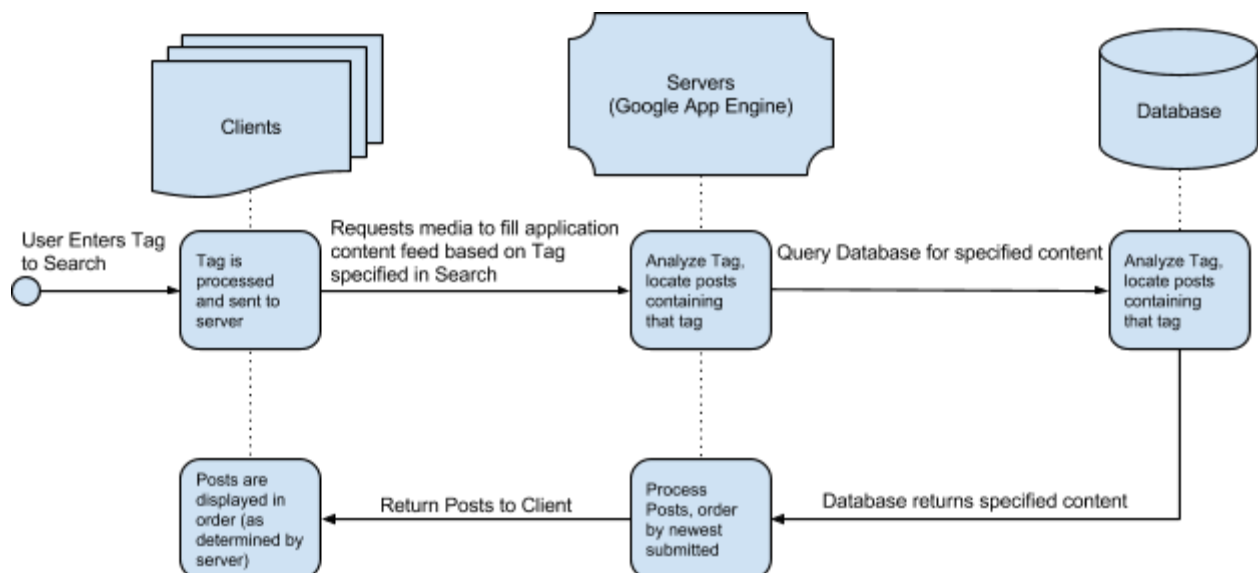 Clients
Servers
(Google App Engine)
Database
User Enters Tag
to Search
Tag is
processed
and sent to
server
Requests media to fill application
content feed based on Tag
specified in Search
Analyze Tag,
locate posts
containing
that tag
Query Database for specified content
Analyze Tag,
locate posts
containing
that tag
Database returns specified content
Process
Posts, order
by newest
submitted
Return Posts to Client
Posts are
displayed in
order (as
determined by
server)